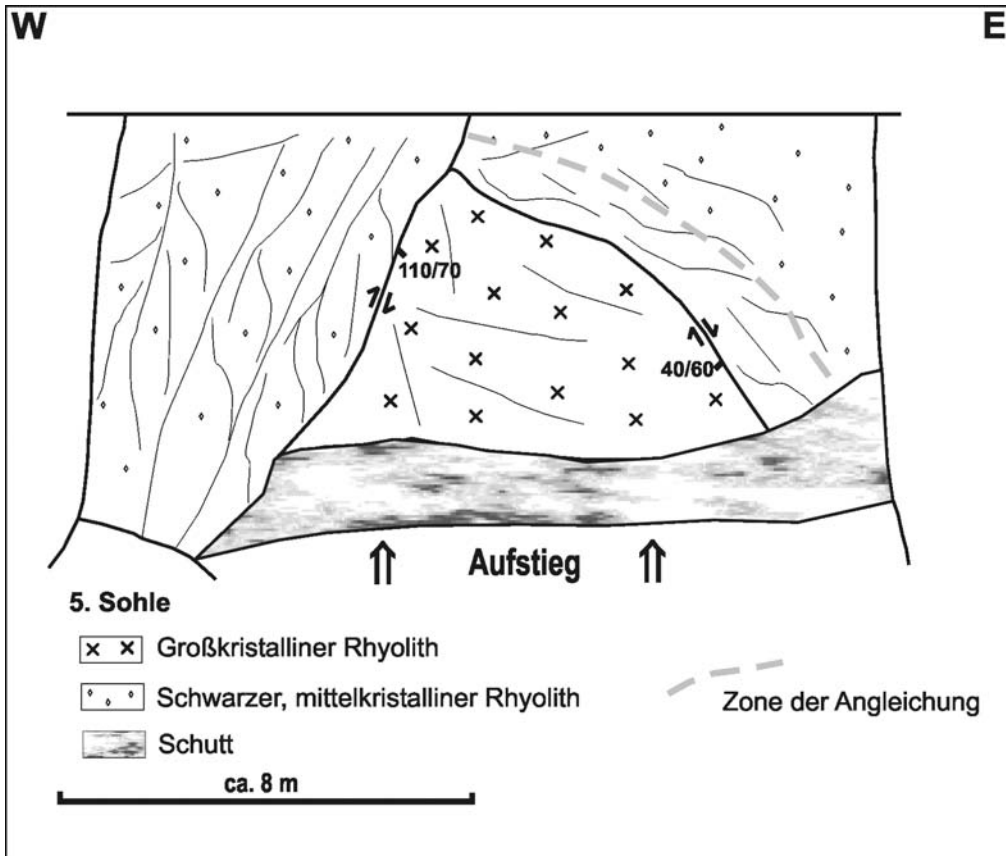 W
E
110/70
40/60
Aufstieg
5. Sohle
Großkristalliner Rhyolith
Schwarzer, mittelkristalliner Rhyolith
Zone der Angleichung
Schutt
ca. 8 m